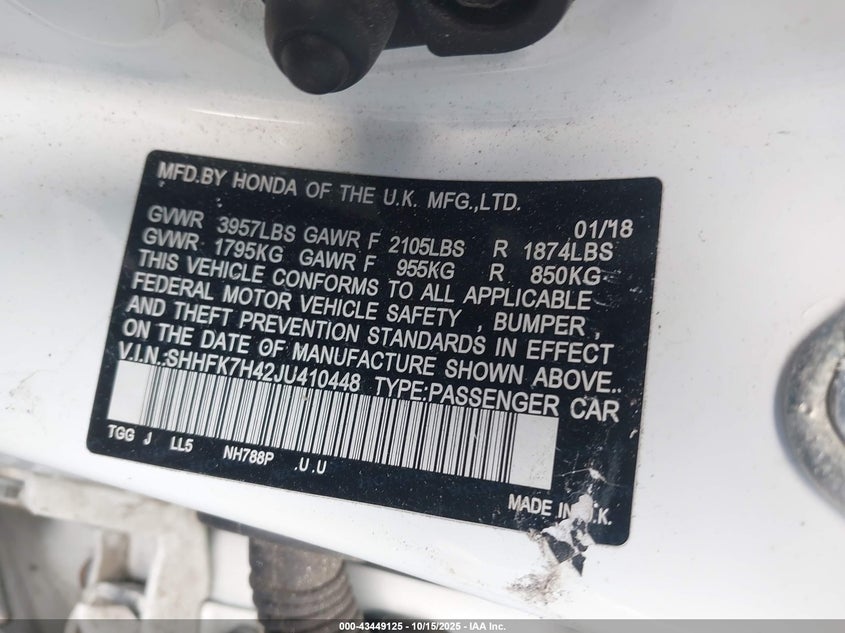 MFD.BY HONDA OF THE U.K. MFG.,LTD.
01/18
GVWR 3957LBS GAWR F 2105LBS R 1874LBS
GVWR 1795KG GAWR F 955KG R 850KG
THIS VEHICLE CONFORMS TO ALL APPLICABLE
FEDERAL MOTOR VEHICLE SAFETY , BUMPER ,
AND THEFT PREVENTION STANDARDS IN EFFECT
ON THE DATE OF MANUFACTURE SHOWN ABOVE..
V.I.N.:SHHFK7H42JU410448 TYPE:PASSENGER CAR
TGG J LL5 NH788P .U.U
MADE IN U.K.
000-43449125 - 10/15/2025 - IAA Inc.